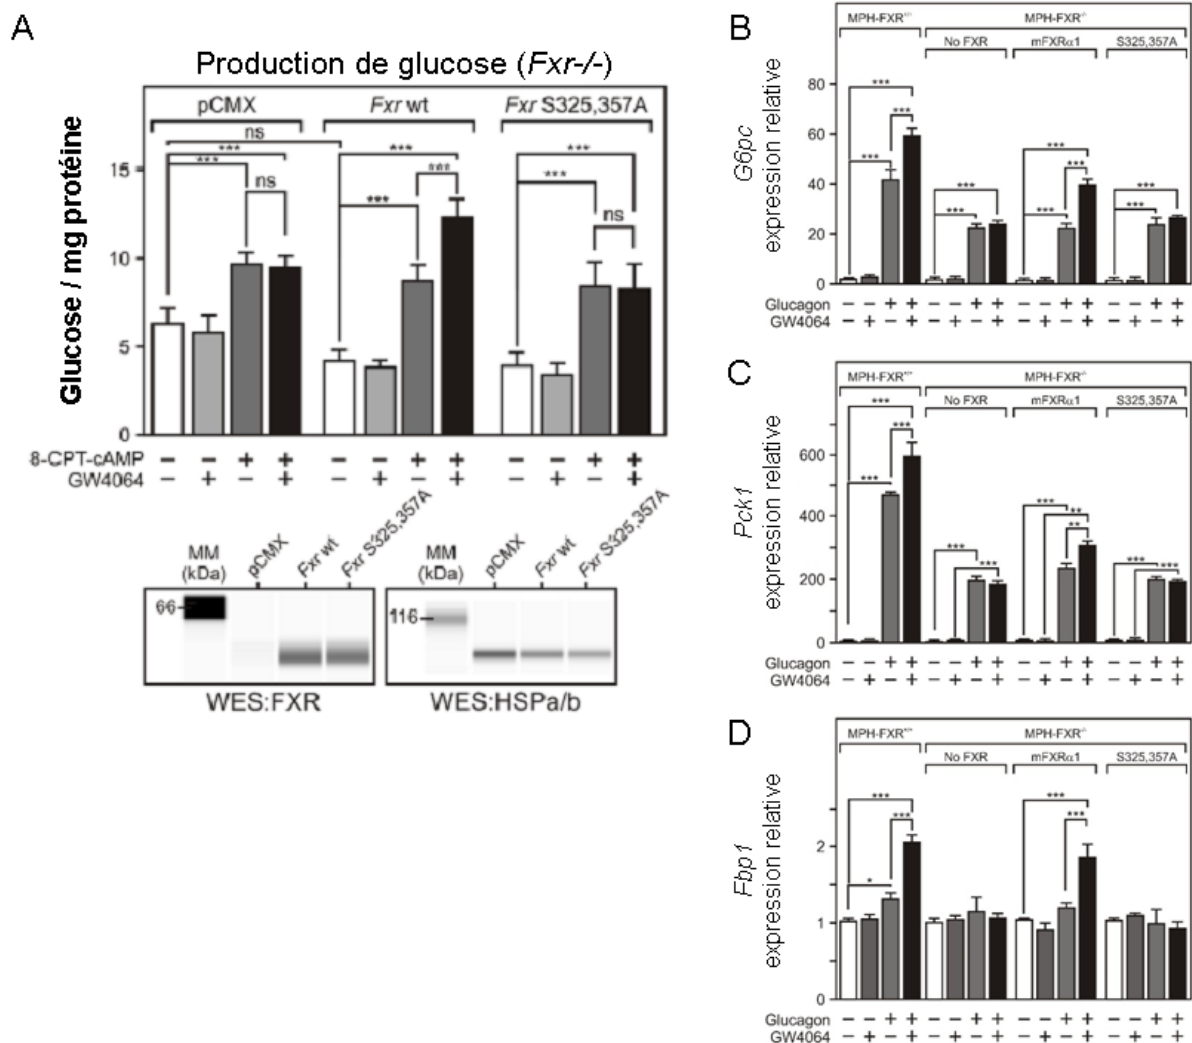 A
Production de glucose (Fxr-/-)
pCMX
Fxr wt
Fxr S325,357A
ns
***
***
ns
***
***
***
***
***
ns
Glucose / mg protéine
15
10
5
0
8-CPT-cAMP – – + + – – + + – – + +
GW4064 – + – + – + – + – + – +
MM
(kDa)
pCMX
Fxr wt
Fxr S325,357A
66
WES:FXR
MM
(kDa)
pCMX
Fxr wt
Fxr S325,357A
116
WES:HSPa/b
B
MPH-FXR+/+
MPH-FXR-/-
No FXR
mFXRα1
S325,357A
G6pc
expression relative
80
60
40
20
0
***
***
***
***
***
***
***
***
***
***
Glucagon – – + + – – + + – – + + – – + +
GW4064 – + – + – + – + – + – + – + – +
C
MPH-FXR+/+
MPH-FXR-/-
No FXR
mFXRα1
S325,357A
Pck1
expression relative
600
400
200
0
***
***
***
***
***
***
**
**
***
***
Glucagon – – + + – – + + – – + + – – + +
GW4064 – + – + – + – + – + – + – + – +
D
MPH-FXR+/+
MPH-FXR-/-
No FXR
mFXRα1
S325,357A
Fbp1
expression relative
2
1
0
***
***
*
***
***
Glucagon – – + + – – + + – – + + – – + +
GW4064 – + – + – + – + – + – + – + – +